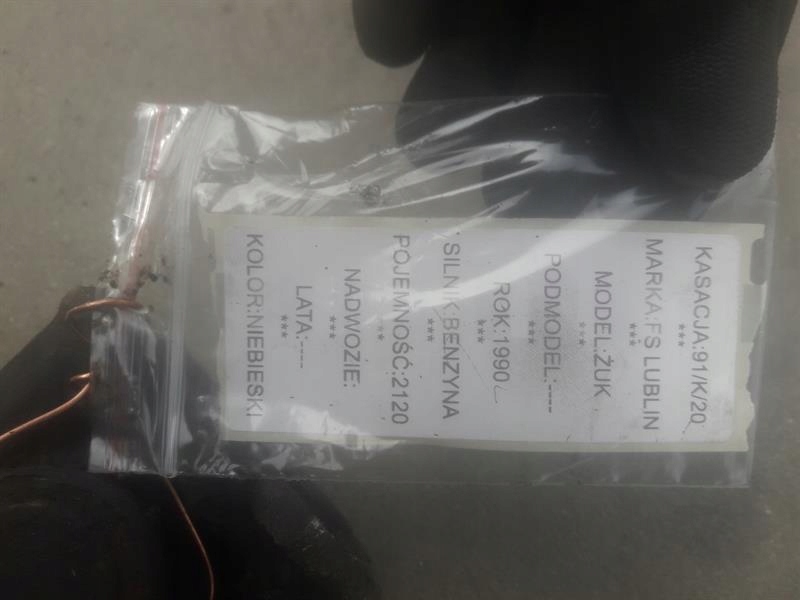 KASACJA:91/K/20
***
MARKA:FS LUBLIN
***
MODEL:ŻUK
***
PODMODEL:----
***
ROK:1990
***
SILNIK:BENZYNA
***
POJEMNOŚĆ:2120
***
NADWOZIE:
***
LATA:----
***
KOLOR:NIEBIESKI